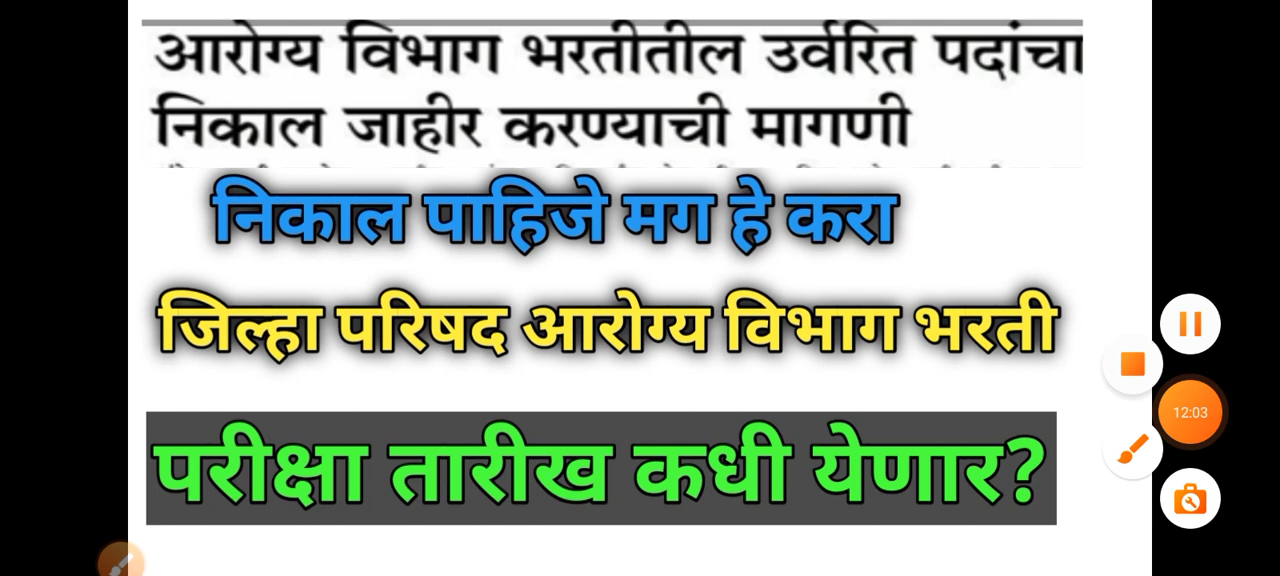 आरोग्य विभाग भरतीतील उर्वरित पदांचा
निकाल जाहीर करण्याची मागणी
निकाल पाहिजे मग हे करा
जिल्हा परिषद आरोग्य विभाग भरती
परीक्षा तारीख कधी येणार?
12:03